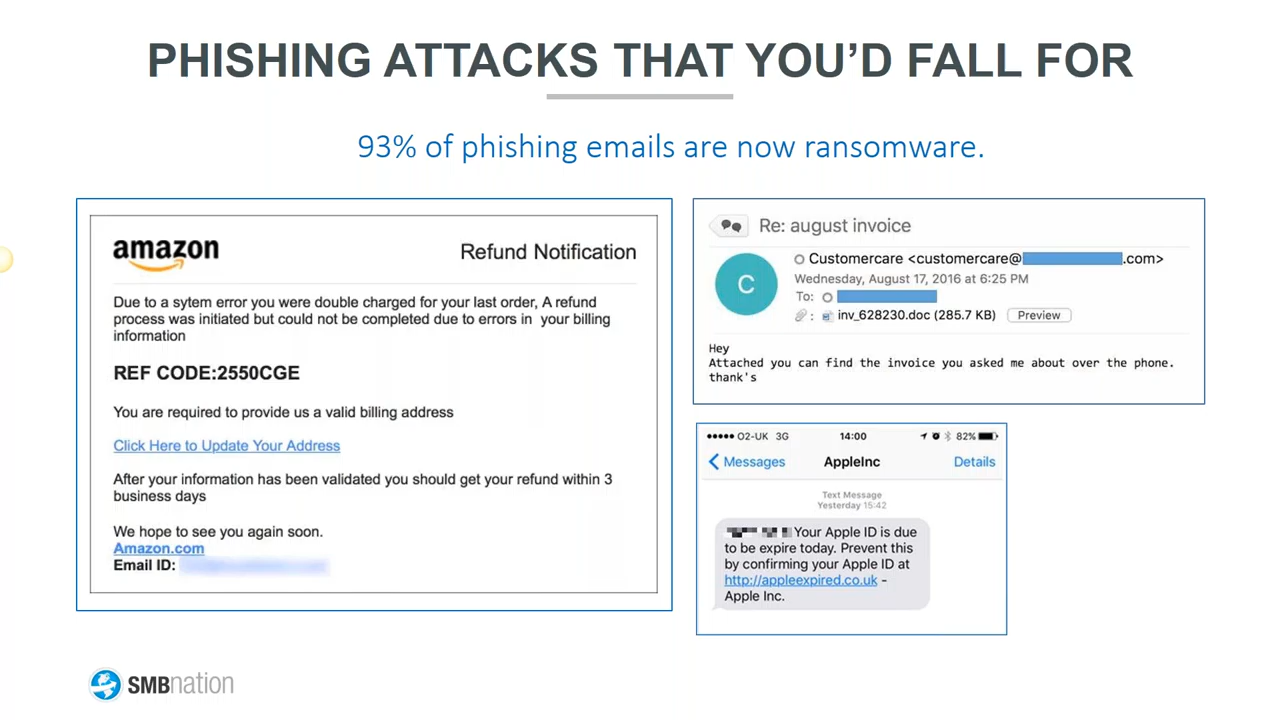 PHISHING ATTACKS THAT YOU’D FALL FOR
93% of phishing emails are now ransomware.
amazon
Refund Notification
Due to a sytem error you were double charged for your last order, A refund
process was initiated but could not be completed due to errors in your billing
information
REF CODE:2550CGE
You are required to provide us a valid billing address
Click Here to Update Your Address
After your information has been validated you should get your refund within 3
business days
We hope to see you again soon.
Amazon.com
Email ID:
Re: august invoice
C
Customercare <customercare@ .com>
Wednesday, August 17, 2016 at 6:25 PM
To:
inv_628230.doc (285.7 KB) Preview
Hey
Attached you can find the invoice you asked me about over the phone.
thank's
O2-UK 3G 14:00 82%
Messages AppleInc Details
Text Message
Yesterday 15:42
Your Apple ID is due
to be expire today. Prevent this
by confirming your Apple ID at
http://appleexpired.co.uk -
Apple Inc.
SMBnation